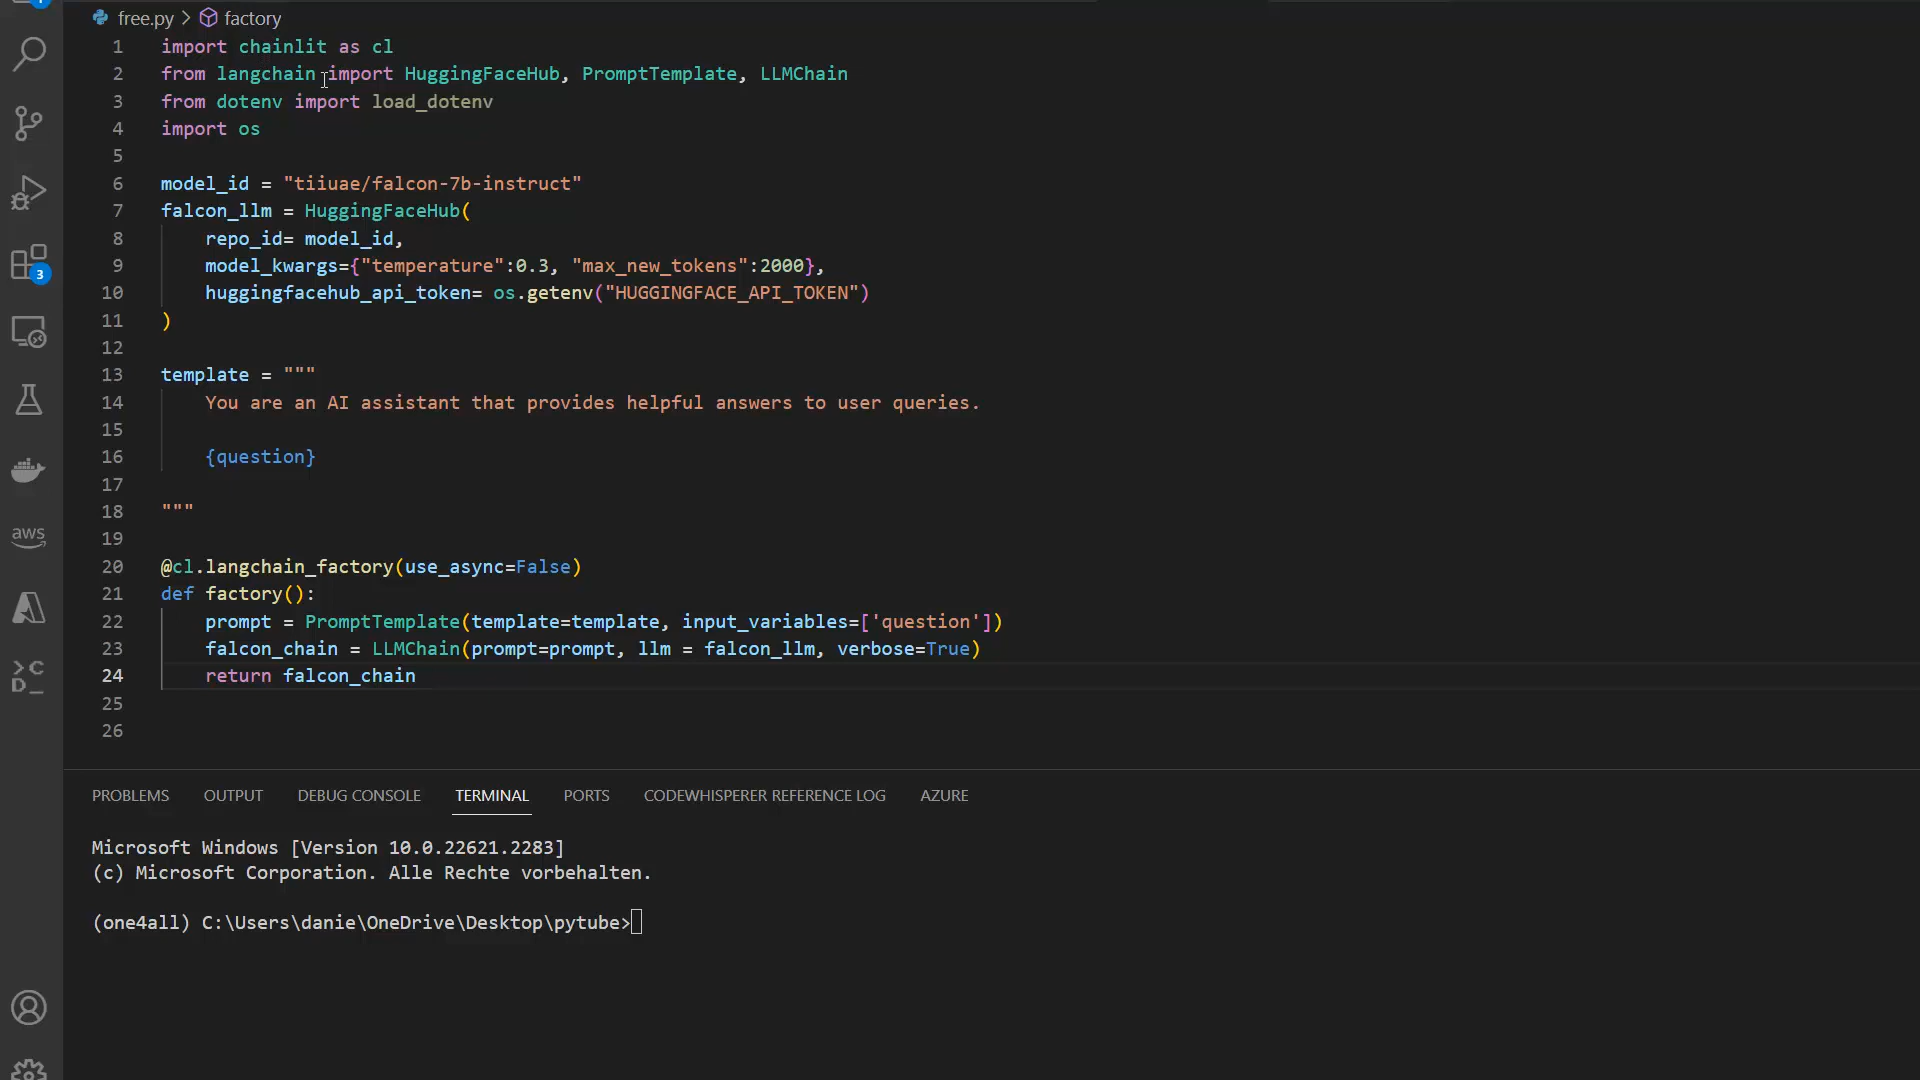 free.py > factory
1 import chainlit as cl
2 from langchain import HuggingFaceHub, PromptTemplate, LLMChain
3 from dotenv import load_dotenv
4 import os
5
6 model_id = "tiiuae/falcon-7b-instruct"
7 falcon_llm = HuggingFaceHub(
8     repo_id= model_id,
9     model_kwargs={"temperature":0.3, "max_new_tokens":2000},
10     huggingfacehub_api_token= os.getenv("HUGGINGFACE_API_TOKEN")
11 )
12
13 template = """
14     You are an AI assistant that provides helpful answers to user queries.
15
16     {question}
17
18 """
19
20 @cl.langchain_factory(use_async=False)
21 def factory():
22     prompt = PromptTemplate(template=template, input_variables=['question'])
23     falcon_chain = LLMChain(prompt=prompt, llm = falcon_llm, verbose=True)
24     return falcon_chain
25
26
3
aws
PROBLEMS OUTPUT DEBUG CONSOLE TERMINAL PORTS CODEWHISPERER REFERENCE LOG AZURE
Microsoft Windows [Version 10.0.22621.2283]
(c) Microsoft Corporation. Alle Rechte vorbehalten.
(one4all) C:\Users\danie\OneDrive\Desktop\pytube>